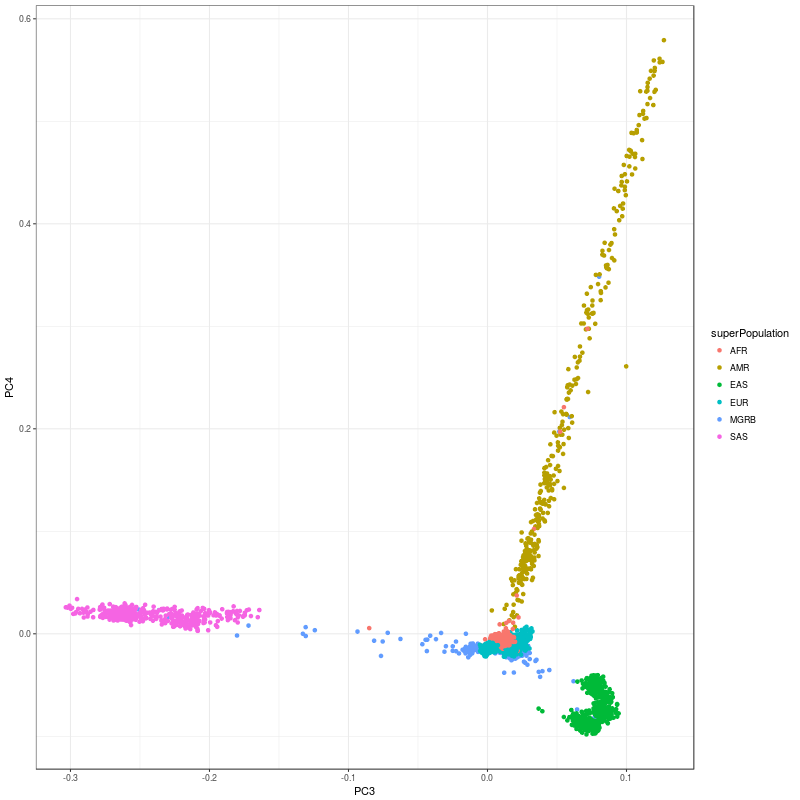 0.6
0.4
0.2
0.0
PC4
-0.3
-0.2
-0.1
0.0
0.1
PC3
superPopulation
AFR
AMR
EAS
EUR
MGRB
SAS